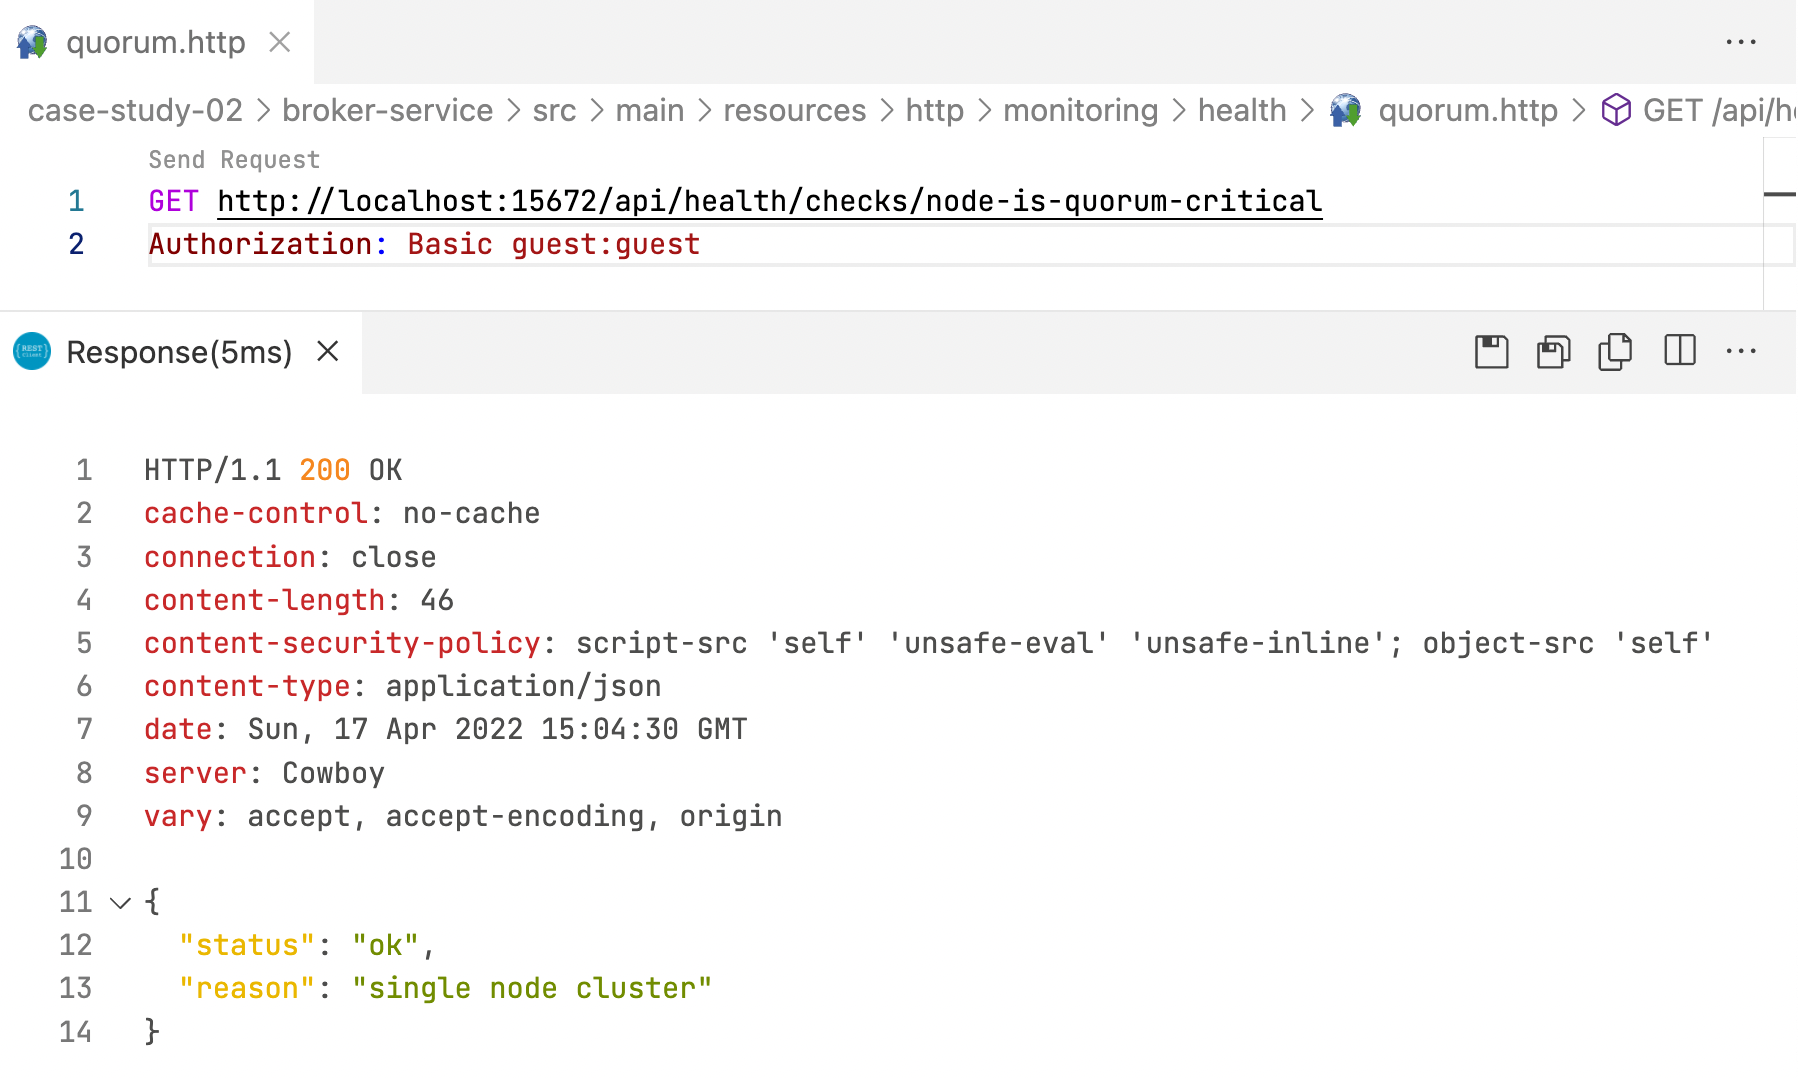 quorum.http
case-study-02 > broker-service > src > main > resources > http > monitoring > health > quorum.http > GET /api/h
Send Request
1 GET http://localhost:15672/api/health/checks/node-is-quorum-critical
2 Authorization: Basic guest:guest
Response(5ms)
1 HTTP/1.1 200 OK
2 cache-control: no-cache
3 connection: close
4 content-length: 46
5 content-security-policy: script-src 'self' 'unsafe-eval' 'unsafe-inline'; object-src 'self'
6 content-type: application/json
7 date: Sun, 17 Apr 2022 15:04:30 GMT
8 server: Cowboy
9 vary: accept, accept-encoding, origin
10
11 {
12 "status": "ok",
13 "reason": "single node cluster"
14 }